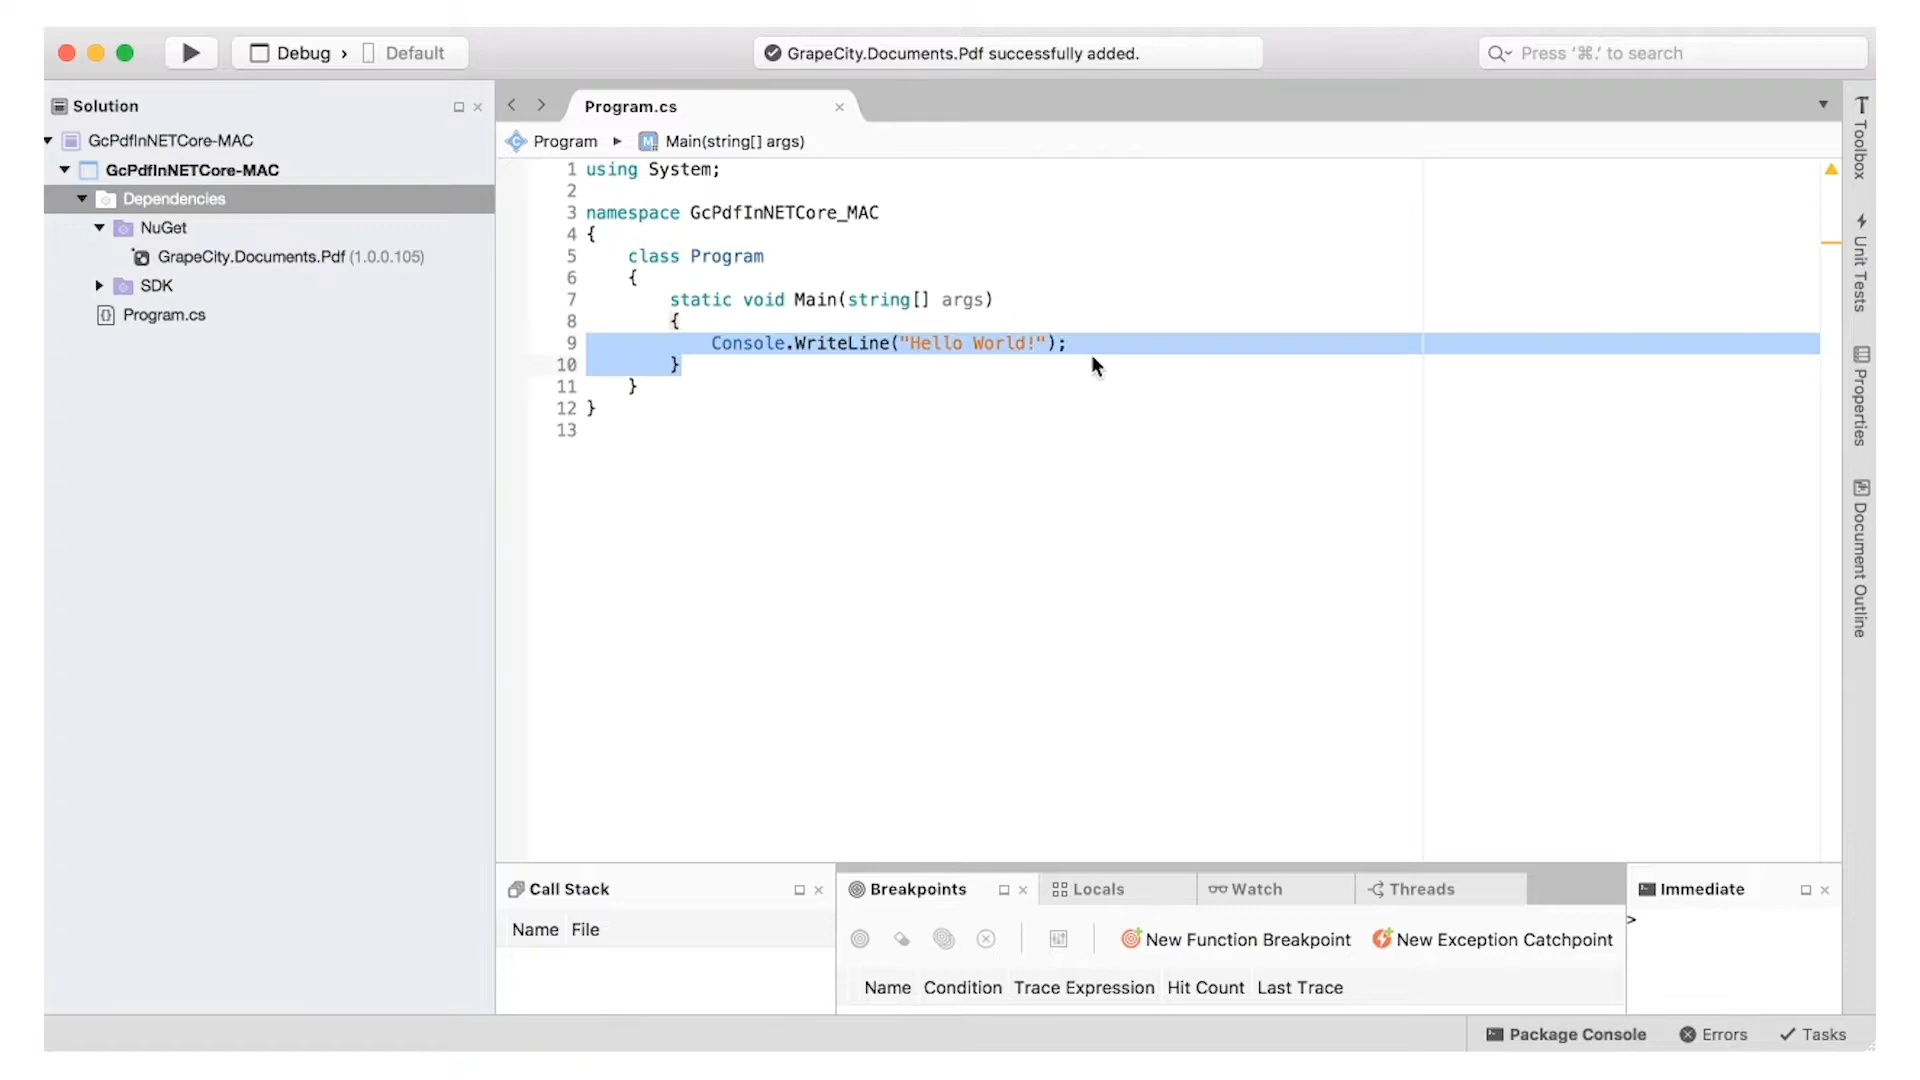 Debug › Default
GrapeCity.Documents.Pdf successfully added.
Press ‘⌘.’ to search
Solution
GcPdfInNETCore-MAC
GcPdfInNETCore-MAC
Dependencies
NuGet
GrapeCity.Documents.Pdf (1.0.0.105)
SDK
Program.cs
Program.cs
Program ▸ M Main(string[] args)
1 using System;
2
3 namespace GcPdfInNETCore_MAC
4 {
5 class Program
6 {
7 static void Main(string[] args)
8 {
9 Console.WriteLine("Hello World!");
10 }
11 }
12 }
13
Toolbox
Unit Tests
Properties
Document Outline
Call Stack
Name File
Breakpoints
Locals
Watch
Threads
New Function Breakpoint
New Exception Catchpoint
Name Condition Trace Expression Hit Count Last Trace
Immediate
>
Package Console
Errors
Tasks